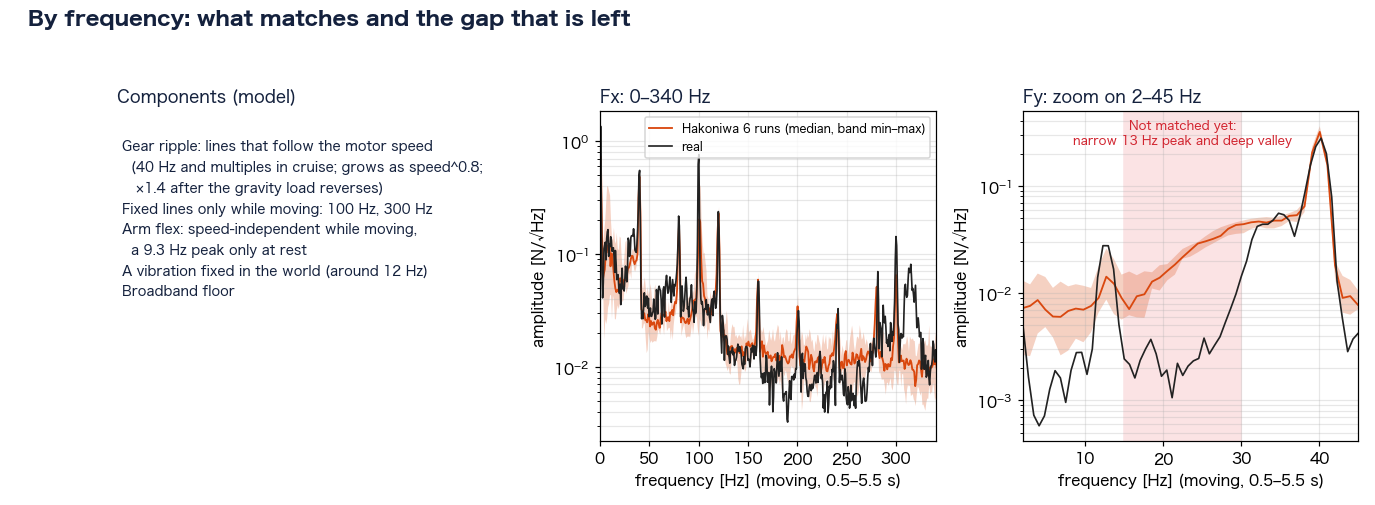 By frequency: what matches and the gap that is left
Components (model)
Gear ripple: lines that follow the motor speed
(40 Hz and multiples in cruise; grows as speed^0.8;
×1.4 after the gravity load reverses)
Fixed lines only while moving: 100 Hz, 300 Hz
Arm flex: speed-independent while moving,
a 9.3 Hz peak only at rest
A vibration fixed in the world (around 12 Hz)
Broadband floor
Fx: 0–340 Hz
Hakoniwa 6 runs (median, band min–max)
real
amplitude [N/√Hz]
10⁰
10⁻¹
10⁻²
0 50 100 150 200 250 300
frequency [Hz] (moving, 0.5–5.5 s)
Fy: zoom on 2–45 Hz
Not matched yet:
narrow 13 Hz peak and deep valley
amplitude [N/√Hz]
10⁻¹
10⁻²
10⁻³
10 20 30 40
frequency [Hz] (moving, 0.5–5.5 s)